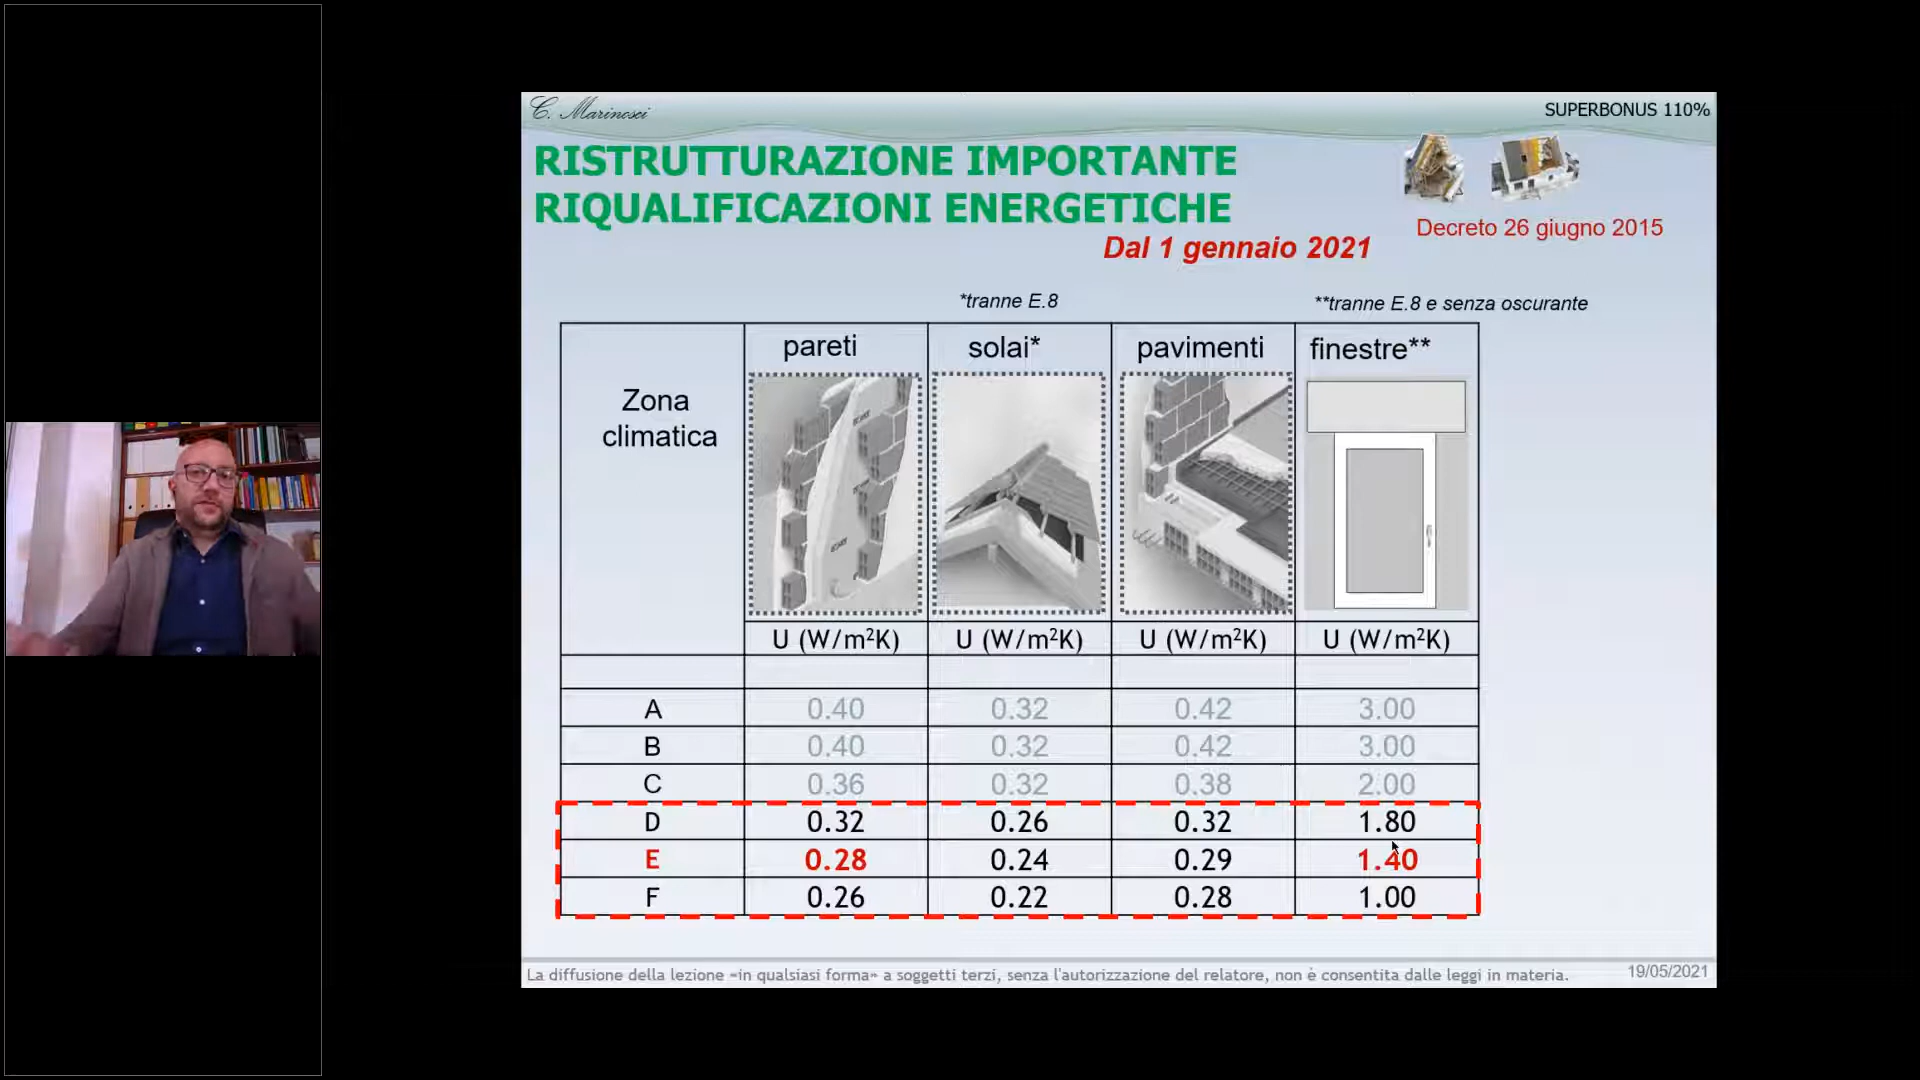 C. Marinosci
SUPERBONUS 110%
RISTRUTTURAZIONE IMPORTANTE
RIQUALIFICAZIONI ENERGETICHE
Decreto 26 giugno 2015
Dal 1 gennaio 2021
*tranne E.8
**tranne E.8 e senza oscurante
Zona
climatica
pareti
solai*
pavimenti
finestre**
U (W/m²K) U (W/m²K) U (W/m²K) U (W/m²K)
A 0.40 0.32 0.42 3.00
B 0.40 0.32 0.42 3.00
C 0.36 0.32 0.38 2.00
D 0.32 0.26 0.32 1.80
E 0.28 0.24 0.29 1.40
F 0.26 0.22 0.28 1.00
La diffusione della lezione «in qualsiasi forma» a soggetti terzi, senza l'autorizzazione del relatore, non è consentita dalle leggi in materia.
19/05/2021